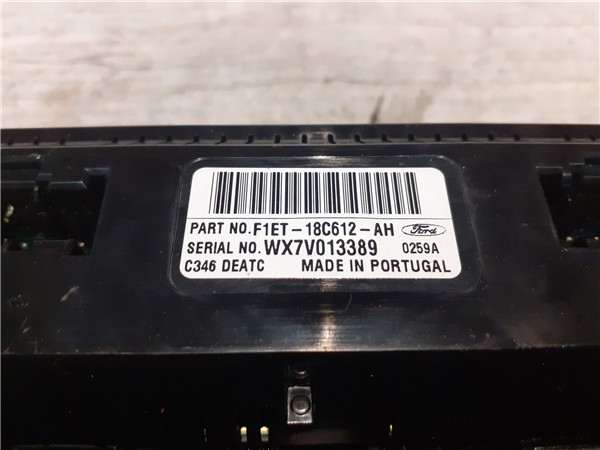 PART NO. F1ET-18C612-AH Ford
SERIAL NO. WX7V013389 0259A
C346 DEATC MADE IN PORTUGAL